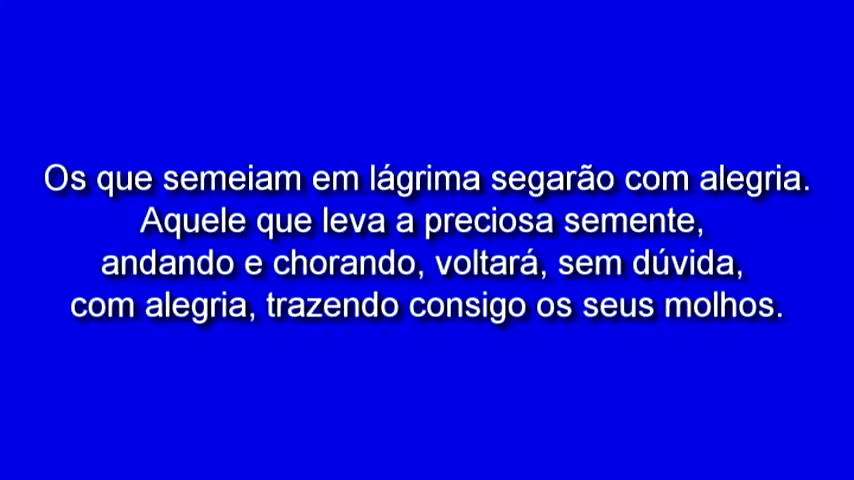 Os que semeiam em lágrima segarão com alegria.
Aquele que leva a preciosa semente,
andando e chorando, voltará, sem dúvida,
com alegria, trazendo consigo os seus molhos.